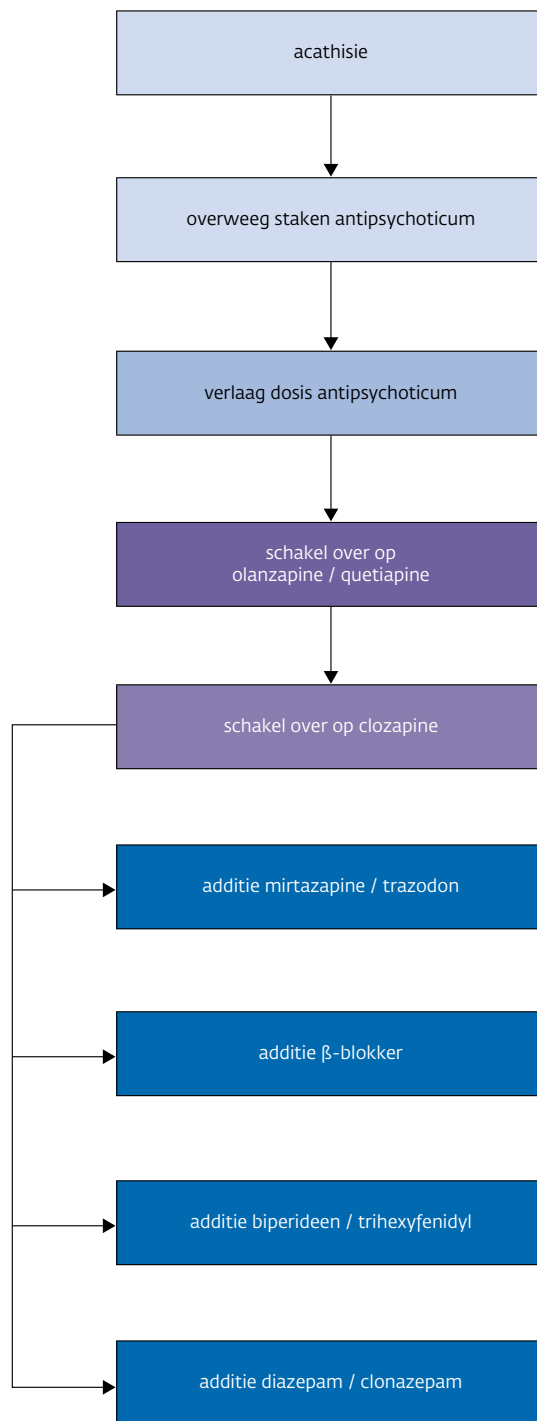 acathisie
overweeg staken antipsychoticum
verlaag dosis antipsychoticum
schakel over op
olanzapine / quetiapine
schakel over op clozapine
additie mirtazapine / trazodon
additie ß-blokker
additie biperideen / trihexyfenidyl
additie diazepam / clonazepam